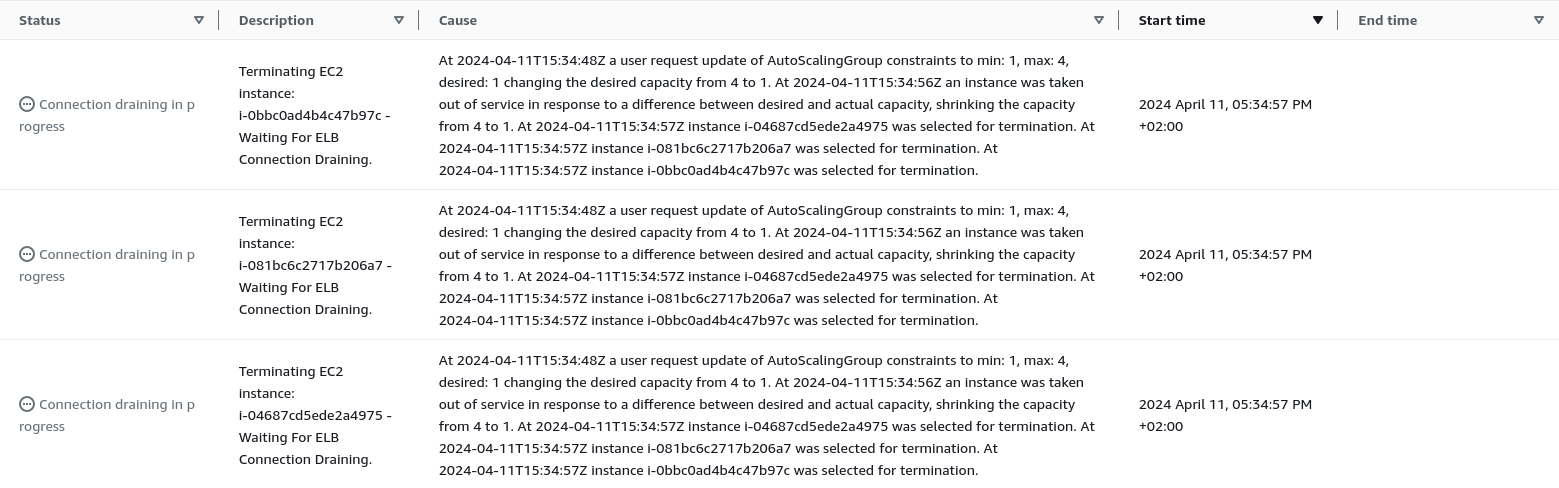 Status
Description
Cause
Start time
End time
Connection draining in p
rogress
Terminating EC2
instance:
i-0bbc0ad4b4c47b97c -
Waiting For ELB
Connection Draining.
At 2024-04-11T15:34:48Z a user request update of AutoScalingGroup constraints to min: 1, max: 4,
desired: 1 changing the desired capacity from 4 to 1. At 2024-04-11T15:34:56Z an instance was taken
out of service in response to a difference between desired and actual capacity, shrinking the capacity
from 4 to 1. At 2024-04-11T15:34:57Z instance i-04687cd5ede2a4975 was selected for termination. At
2024-04-11T15:34:57Z instance i-081bc6c2717b206a7 was selected for termination. At
2024-04-11T15:34:57Z instance i-0bbc0ad4b4c47b97c was selected for termination.
2024 April 11, 05:34:57 PM
+02:00
Connection draining in p
rogress
Terminating EC2
instance:
i-081bc6c2717b206a7 -
Waiting For ELB
Connection Draining.
At 2024-04-11T15:34:48Z a user request update of AutoScalingGroup constraints to min: 1, max: 4,
desired: 1 changing the desired capacity from 4 to 1. At 2024-04-11T15:34:56Z an instance was taken
out of service in response to a difference between desired and actual capacity, shrinking the capacity
from 4 to 1. At 2024-04-11T15:34:57Z instance i-04687cd5ede2a4975 was selected for termination. At
2024-04-11T15:34:57Z instance i-081bc6c2717b206a7 was selected for termination. At
2024-04-11T15:34:57Z instance i-0bbc0ad4b4c47b97c was selected for termination.
2024 April 11, 05:34:57 PM
+02:00
Connection draining in p
rogress
Terminating EC2
instance:
i-04687cd5ede2a4975 -
Waiting For ELB
Connection Draining.
At 2024-04-11T15:34:48Z a user request update of AutoScalingGroup constraints to min: 1, max: 4,
desired: 1 changing the desired capacity from 4 to 1. At 2024-04-11T15:34:56Z an instance was taken
out of service in response to a difference between desired and actual capacity, shrinking the capacity
from 4 to 1. At 2024-04-11T15:34:57Z instance i-04687cd5ede2a4975 was selected for termination. At
2024-04-11T15:34:57Z instance i-081bc6c2717b206a7 was selected for termination. At
2024-04-11T15:34:57Z instance i-0bbc0ad4b4c47b97c was selected for termination.
2024 April 11, 05:34:57 PM
+02:00